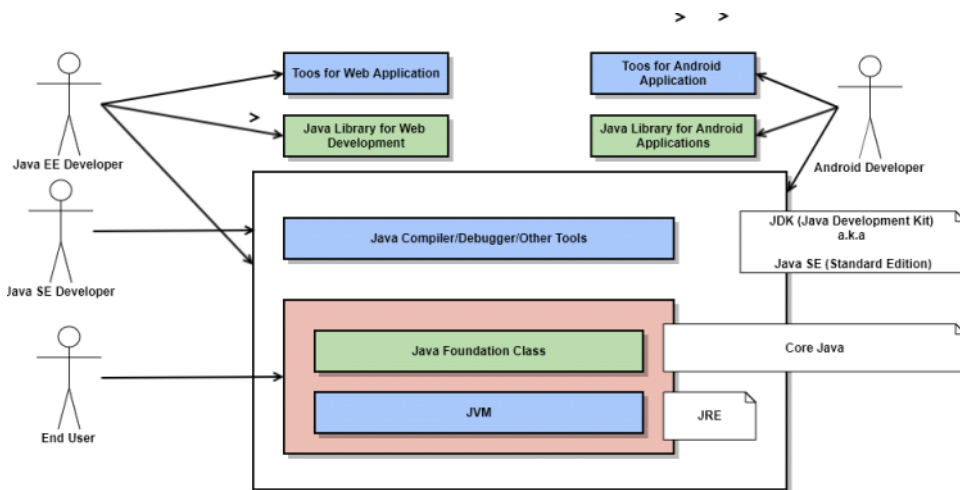 Toos for Web Application
Toos for Android
Application
Java Library for Web
Development
Java Library for Android
Applications
Java EE Developer
Android Developer
Java Compiler/Debugger/Other Tools
JDK (Java Development Kit)
a.k.a
Java SE (Standard Edition)
Java SE Developer
Java Foundation Class
Core Java
JVM
JRE
End User